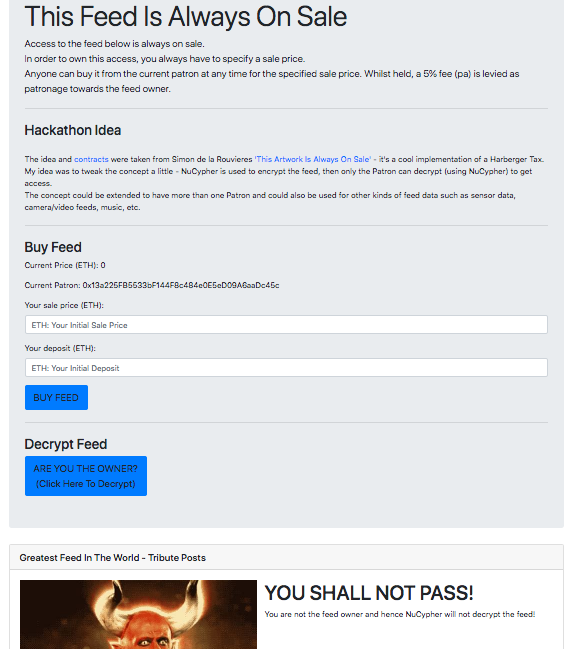 This Feed Is Always On Sale
Access to the feed below is always on sale.
In order to own this access, you always have to specify a sale price.
Anyone can buy it from the current patron at any time for the specified sale price. Whilst held, a 5% fee (pa) is levied as
patronage towards the feed owner.
Hackathon Idea
The idea and contracts were taken from Simon de la Rouvieres 'This Artwork Is Always On Sale' - it's a cool implementation of a Harberger Tax.
My idea was to tweak the concept a little - NuCypher is used to encrypt the feed, then only the Patron can decrypt (using NuCypher) to get
access.
The concept could be extended to have more than one Patron and could also be used for other kinds of feed data such as sensor data,
camera/video feeds, music, etc.
Buy Feed
Current Price (ETH): 0
Current Patron: 0x13a225FB5533bF144F8c484e0E5eD09A6aaDc45c
Your sale price (ETH):
ETH: Your Initial Sale Price
Your deposit (ETH):
ETH: Your Initial Deposit
BUY FEED
Decrypt Feed
ARE YOU THE OWNER?
(Click Here To Decrypt)
Greatest Feed In The World - Tribute Posts
YOU SHALL NOT PASS!
You are not the feed owner and hence NuCypher will not decrypt the feed!